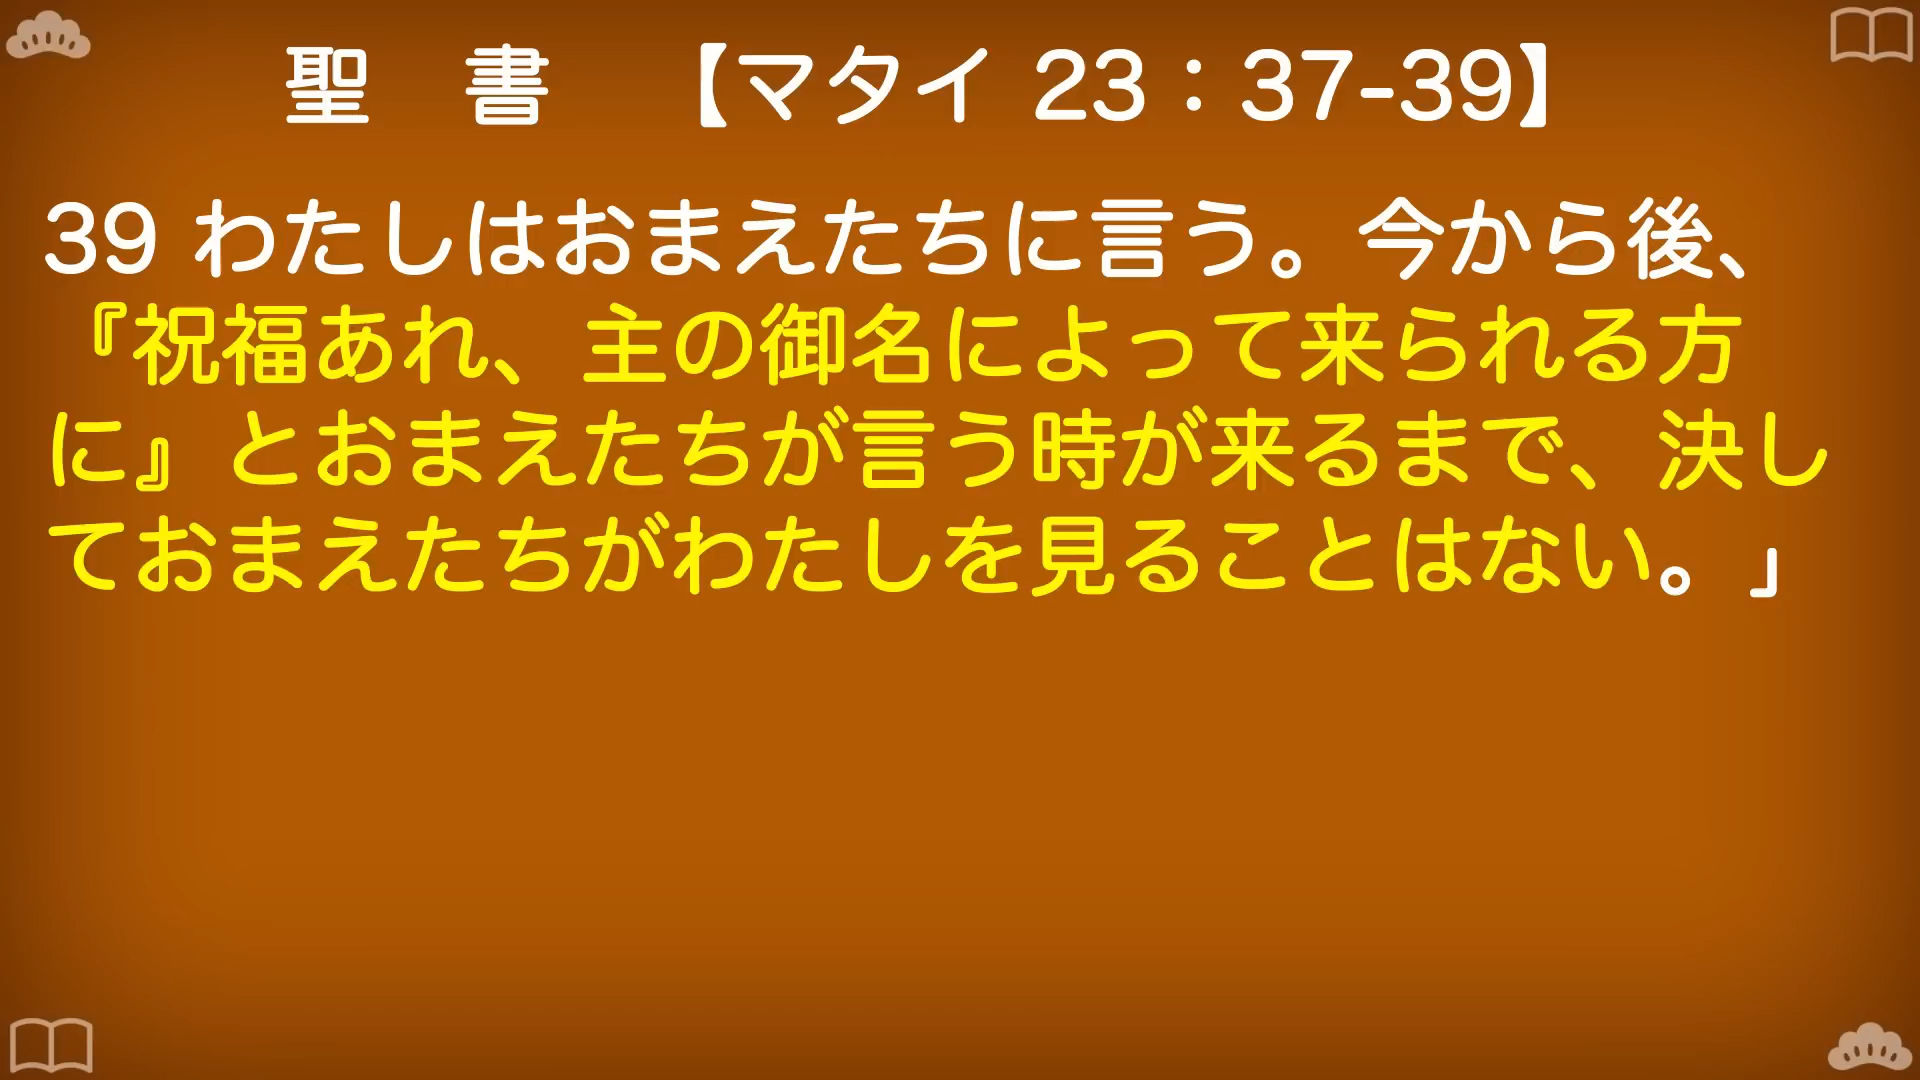 聖　書　【マタイ 23：37-39】
39 わたしはおまえたちに言う。今から後、
『祝福あれ、主の御名によって来られる方
に』とおまえたちが言う時が来るまで、決し
ておまえたちがわたしを見ることはない。」